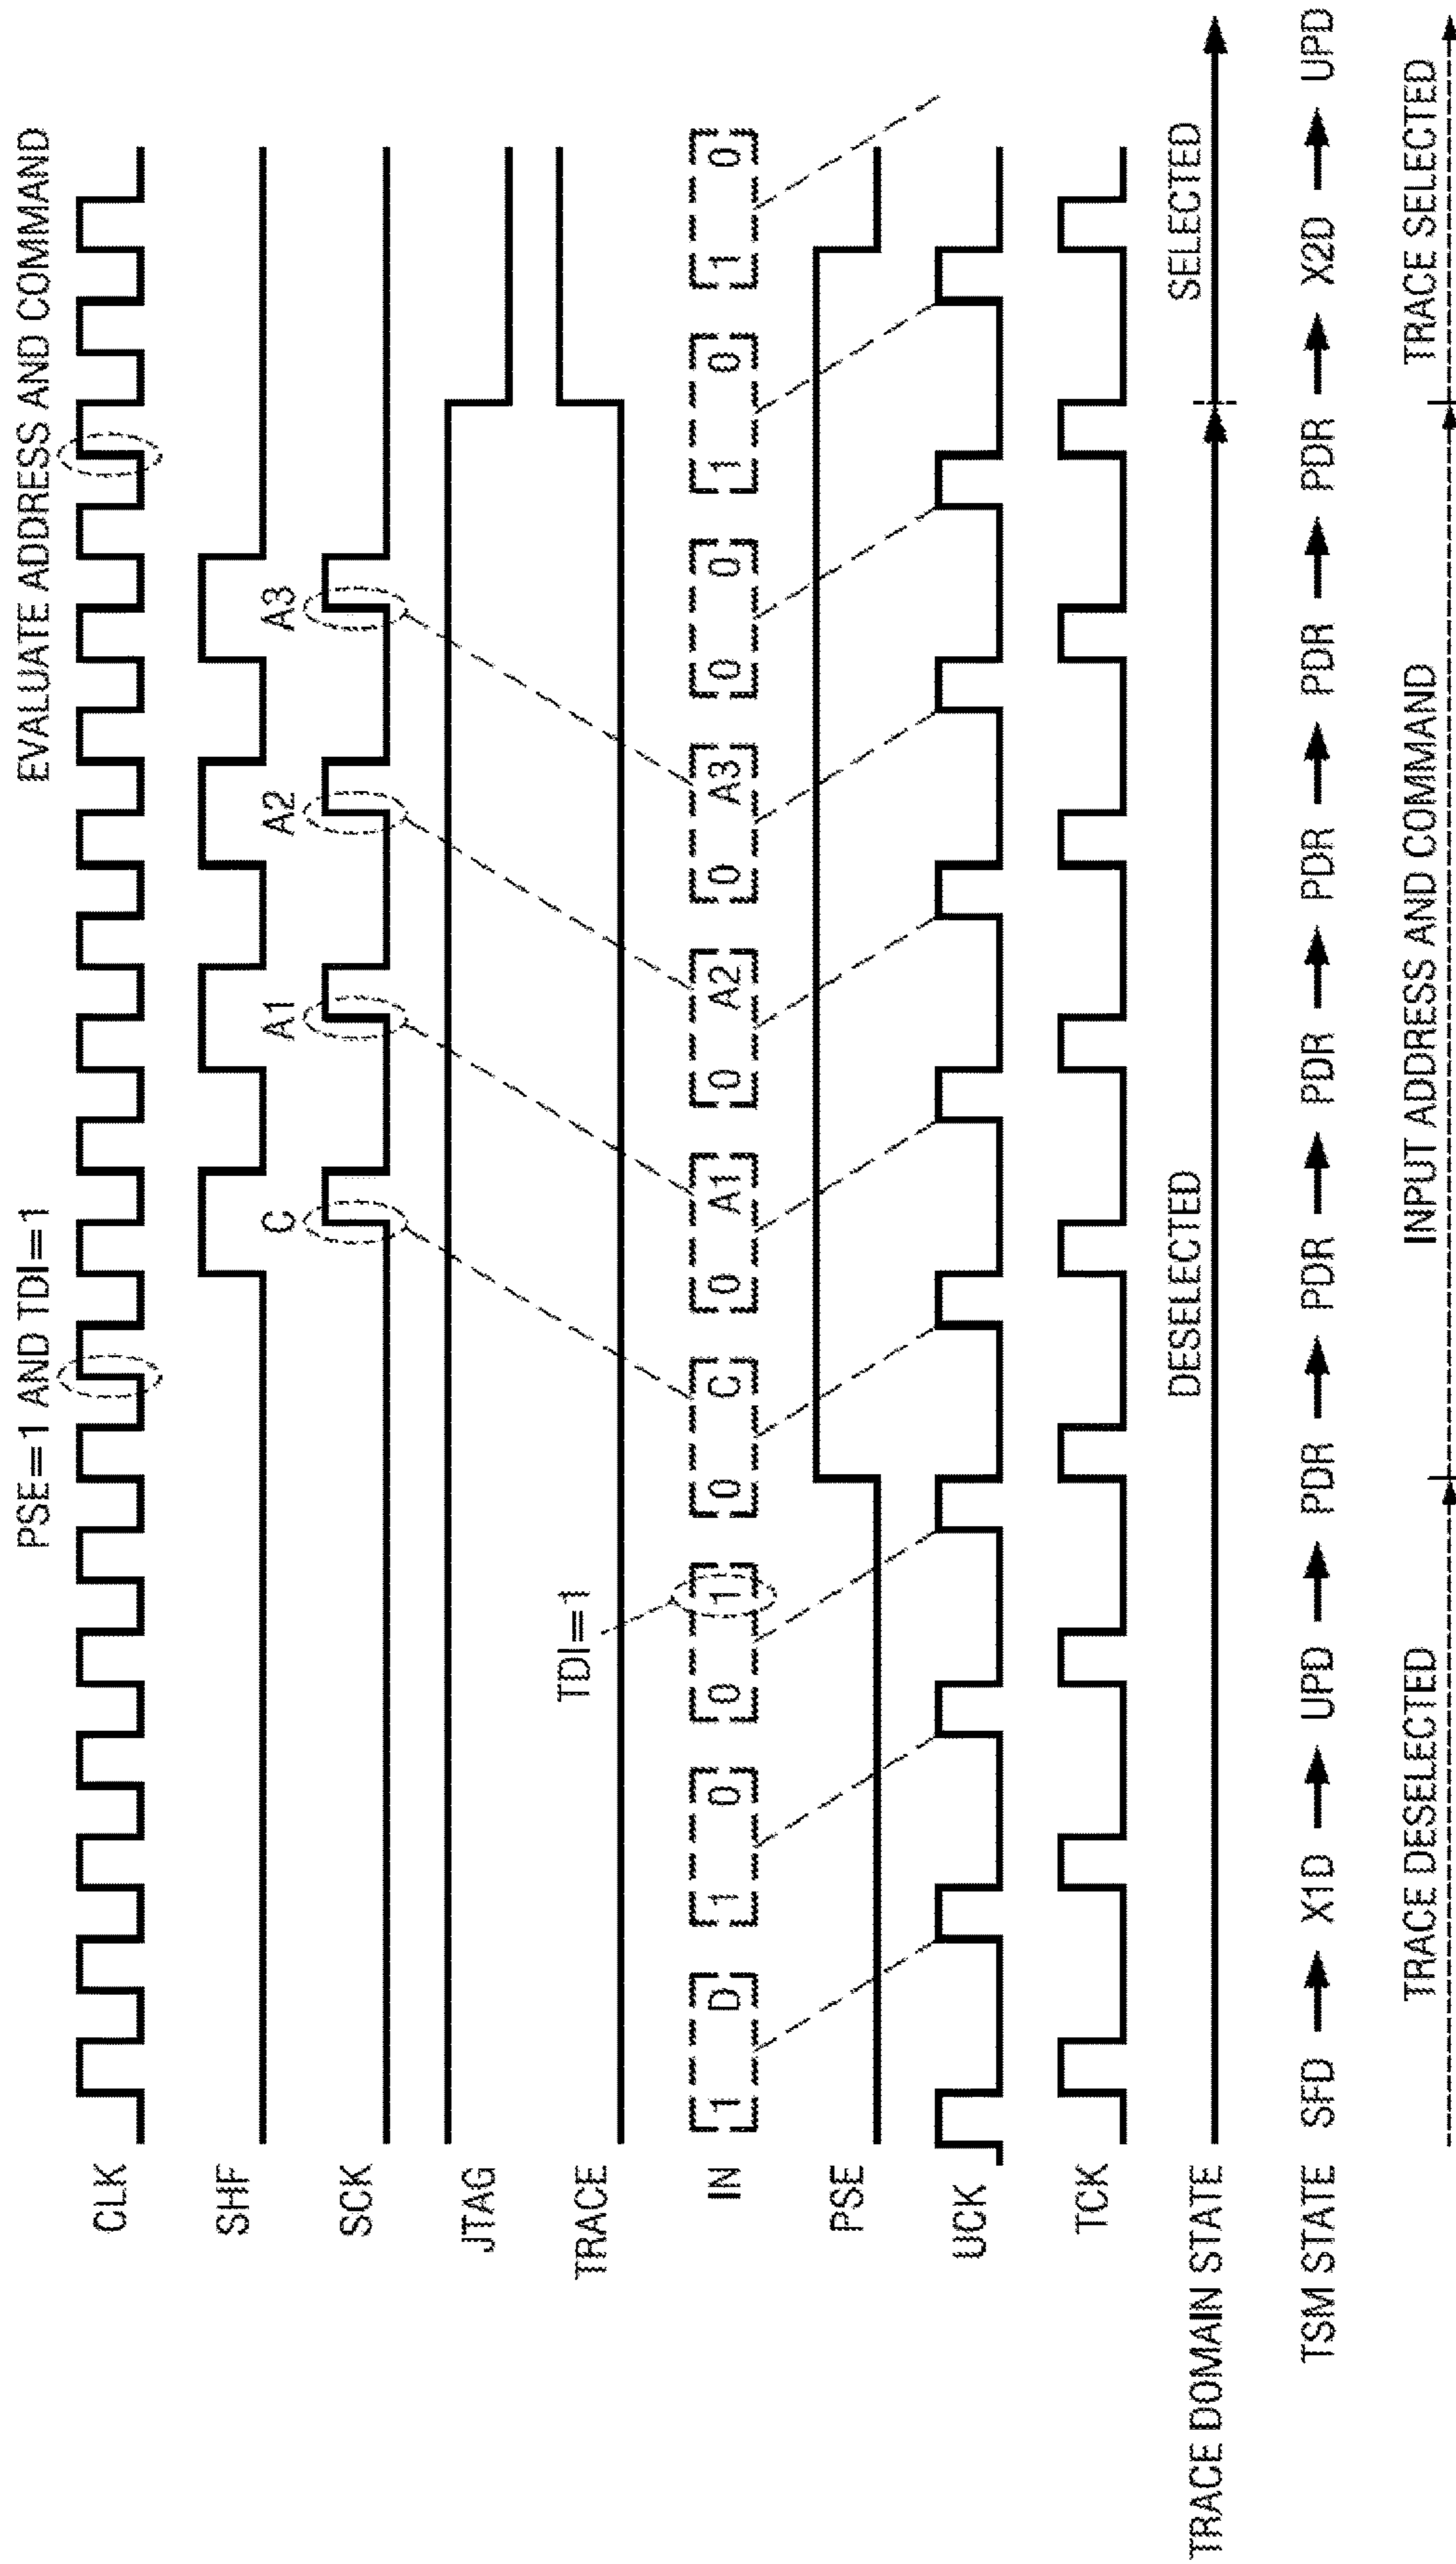 PSE=1 AND TDI=1 EVALUATE ADDRESS AND COMMAND
CLK
SHF
C A1 A2 A3
SCK
JTAG
TDI=1
TRACE
IN 1 D 1 0 0 1 0 C 0 A1 0 A2 0 A3 0 0 1 0 1 0
PSE
UCK
TCK
DESELECTED SELECTED
TRACE DOMAIN STATE
TSM STATE SFD X1D UPD PDR PDR PDR PDR PDR PDR X2D UPD
TRACE DESELECTED INPUT ADDRESS AND COMMAND TRACE SELECTED